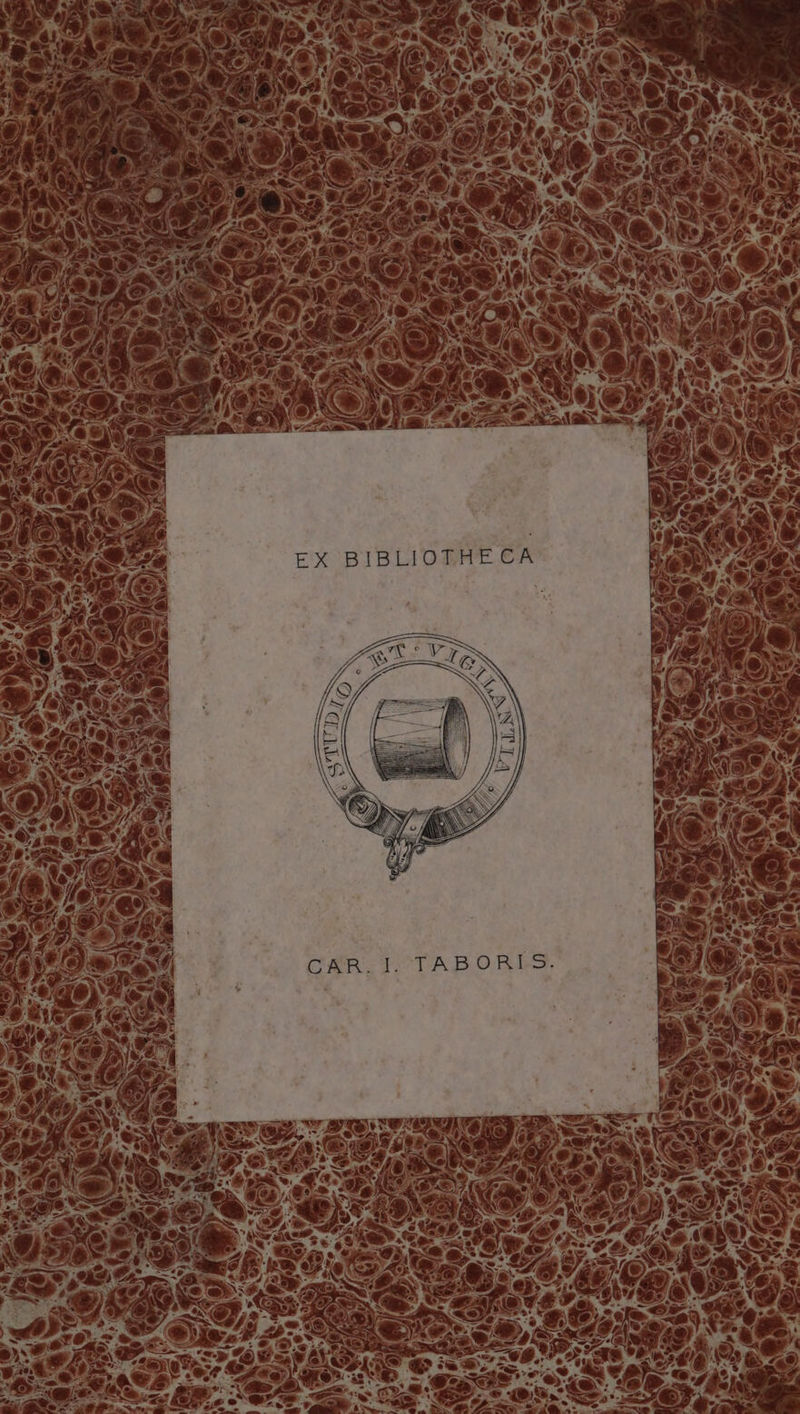 EX BIBLIOTHECA
STUDIO · ET · VIGILANTIA
CAR. I. TABORIS.